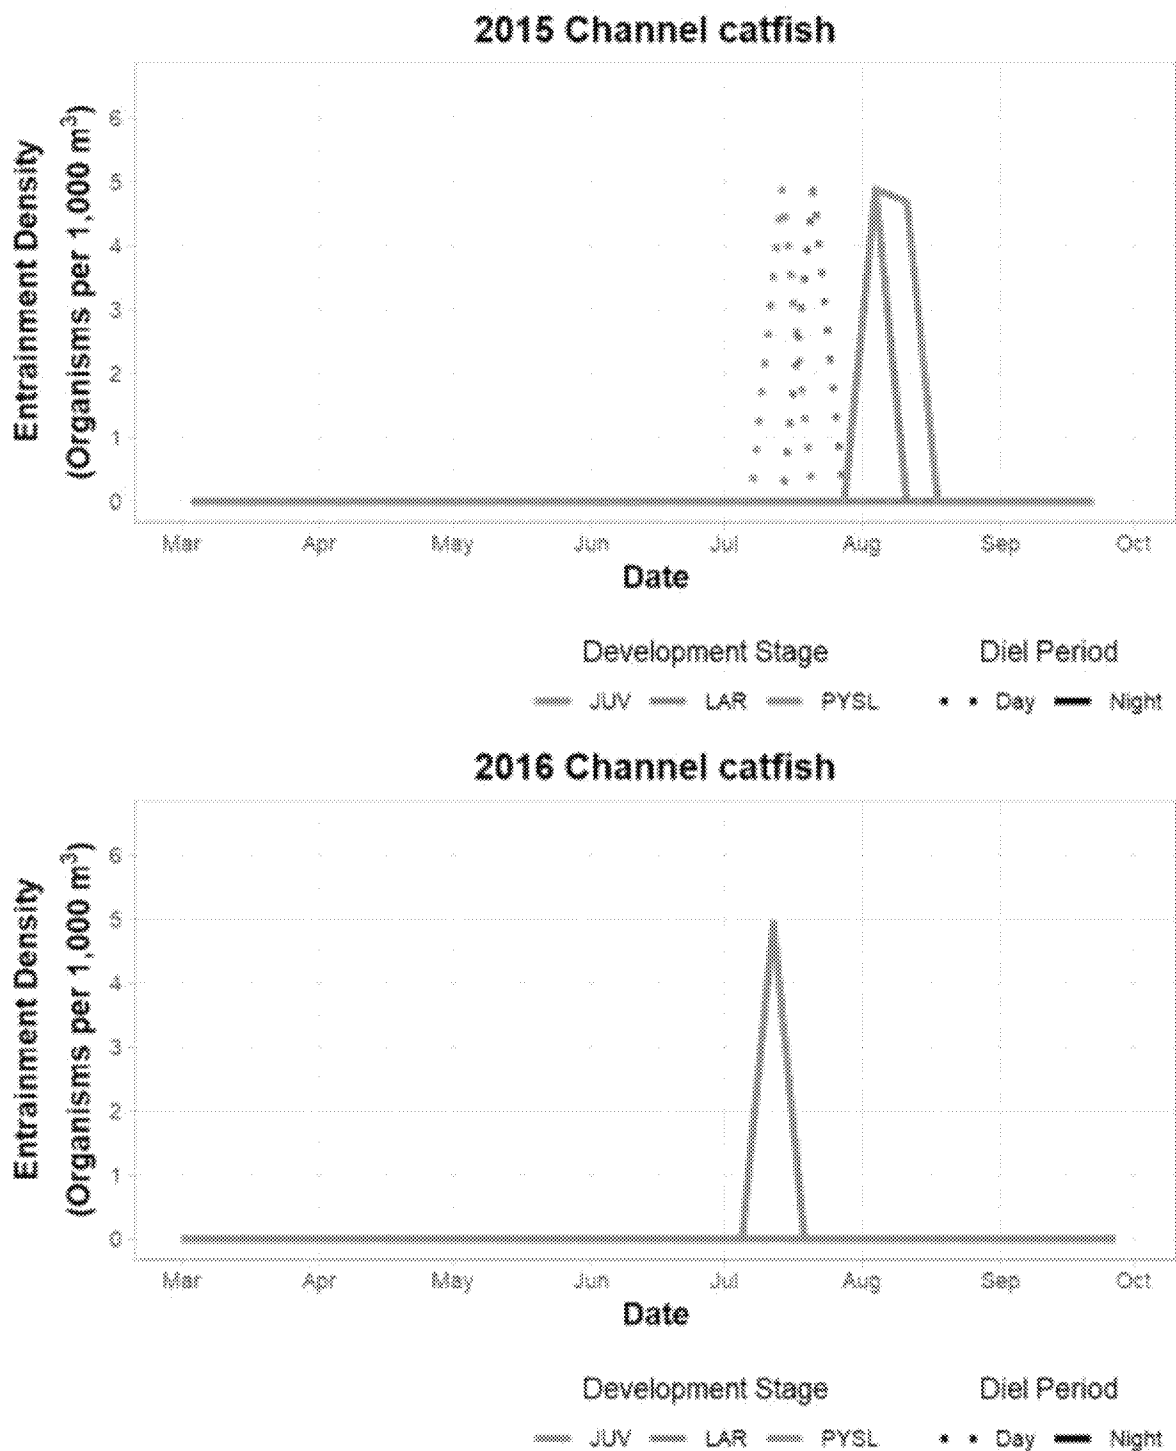 2015 Channel catfish
Entrainment Density
(Organisms per 1,000 m³)
6
5
4
3
2
1
0
Mar Apr May Jun Jul Aug Sep Oct
Date
Development Stage Diel Period
JUV LAR PYSL Day Night
2016 Channel catfish
Entrainment Density
(Organisms per 1,000 m³)
6
5
4
3
2
1
0
Mar Apr May Jun Jul Aug Sep Oct
Date
Development Stage Diel Period
JUV LAR PYSL Day Night